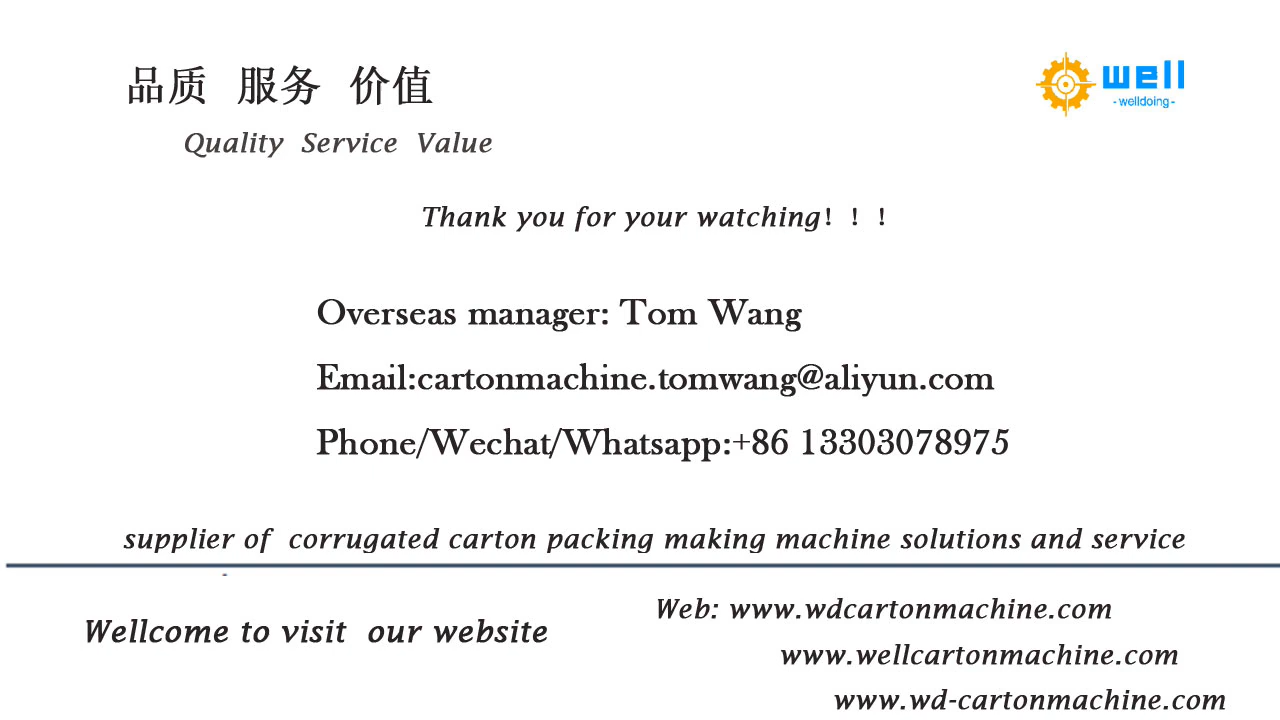 品质 服务 价值
well
-welldoing-
Quality Service Value
Thank you for your watching！！！
Overseas manager: Tom Wang
Email:cartonmachine.tomwang@aliyun.com
Phone/Wechat/Whatsapp:+86 13303078975
supplier of corrugated carton packing making machine solutions and service
Wellcome to visit our website
Web: www.wdcartonmachine.com
www.wellcartonmachine.com
www.wd-cartonmachine.com